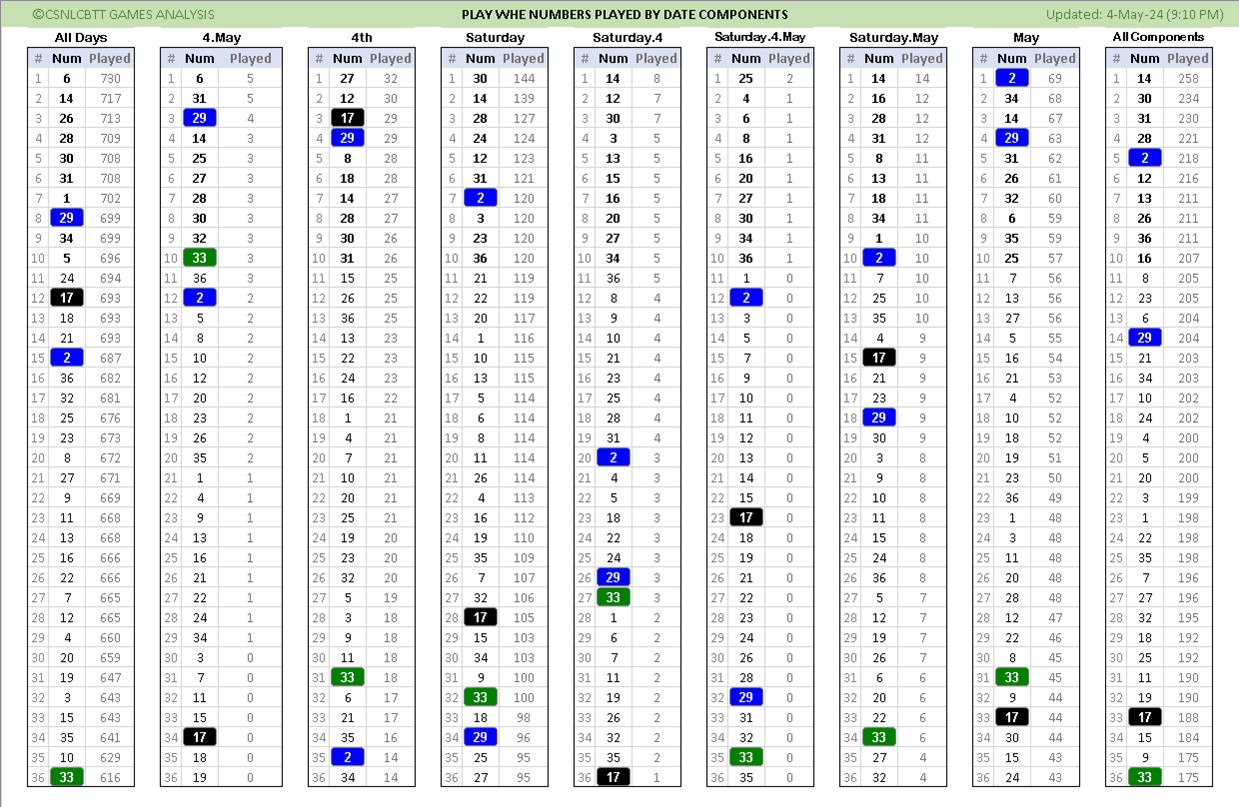 ©CSNLCBTT GAMES ANALYSIS PLAY WHE NUMBERS PLAYED BY DATE COMPONENTS Updated: 4-May-24 (9:10 PM)
All Days 4.May 4th Saturday Saturday.4 Saturday.4.May Saturday.May May All Components
# Num Played # Num Played # Num Played # Num Played # Num Played # Num Played # Num Played # Num Played # Num Played
1 6 730 1 6 5 1 27 32 1 30 144 1 14 8 1 25 2 1 14 14 1 2 69 1 14 258
2 14 717 2 31 5 2 12 30 2 14 139 2 12 7 2 4 1 2 16 12 2 34 68 2 30 234
3 26 713 3 29 4 3 17 29 3 28 127 3 30 7 3 6 1 3 28 12 3 14 67 3 31 230
4 28 709 4 14 3 4 29 29 4 24 124 4 3 5 4 8 1 4 31 12 4 29 63 4 28 221
5 30 708 5 25 3 5 8 28 5 12 123 5 13 5 5 16 1 5 8 11 5 31 62 5 2 218
6 31 708 6 27 3 6 18 28 6 31 121 6 15 5 6 20 1 6 13 11 6 26 61 6 12 216
7 1 702 7 28 3 7 14 27 7 2 120 7 16 5 7 27 1 7 18 11 7 32 60 7 13 211
8 29 699 8 30 3 8 28 27 8 3 120 8 20 5 8 30 1 8 34 11 8 6 59 8 26 211
9 34 699 9 32 3 9 30 26 9 23 120 9 27 5 9 34 1 9 1 10 9 35 59 9 36 211
10 5 696 10 33 3 10 31 26 10 36 120 10 34 5 10 36 1 10 2 10 10 25 57 10 16 207
11 24 694 11 36 3 11 15 25 11 21 119 11 36 5 11 1 0 11 7 10 11 7 56 11 8 205
12 17 693 12 2 2 12 26 25 12 22 119 12 8 4 12 2 0 12 25 10 12 13 56 12 23 205
13 18 693 13 5 2 13 36 25 13 20 117 13 9 4 13 3 0 13 35 10 13 27 56 13 6 204
14 21 693 14 8 2 14 13 23 14 1 116 14 10 4 14 5 0 14 4 9 14 5 55 14 29 204
15 2 687 15 10 2 15 22 23 15 10 115 15 21 4 15 7 0 15 17 9 15 16 54 15 21 203
16 36 682 16 12 2 16 24 23 16 13 115 16 23 4 16 9 0 16 21 9 16 21 53 16 34 203
17 32 681 17 20 2 17 16 22 17 5 114 17 25 4 17 10 0 17 23 9 17 4 52 17 10 202
18 25 676 18 23 2 18 1 21 18 6 114 18 28 4 18 11 0 18 29 9 18 10 52 18 24 202
19 23 673 19 26 2 19 4 21 19 8 114 19 31 4 19 12 0 19 30 9 19 18 52 19 4 200
20 8 672 20 35 2 20 7 21 20 11 114 20 2 3 20 13 0 20 3 8 20 19 51 20 5 200
21 27 671 21 1 1 21 10 21 21 26 114 21 4 3 21 14 0 21 9 8 21 23 50 21 20 200
22 9 669 22 4 1 22 20 21 22 4 113 22 5 3 22 15 0 22 10 8 22 36 49 22 3 199
23 11 668 23 9 1 23 25 21 23 16 112 23 18 3 23 17 0 23 11 8 23 1 48 23 1 198
24 13 668 24 13 1 24 19 20 24 19 110 24 22 3 24 18 0 24 15 8 24 3 48 24 22 198
25 16 666 25 16 1 25 23 20 25 35 109 25 24 3 25 19 0 25 24 8 25 11 48 25 35 198
26 22 666 26 21 1 26 32 20 26 7 107 26 29 3 26 21 0 26 36 8 26 20 48 26 7 196
27 7 665 27 22 1 27 5 19 27 32 106 27 33 3 27 22 0 27 5 7 27 28 48 27 27 196
28 12 665 28 24 1 28 3 18 28 17 105 28 1 2 28 23 0 28 12 7 28 12 47 28 32 195
29 4 660 29 34 1 29 9 18 29 15 103 29 6 2 29 24 0 29 19 7 29 22 46 29 18 192
30 20 659 30 3 0 30 11 18 30 34 103 30 7 2 30 26 0 30 26 7 30 8 45 30 25 192
31 19 647 31 7 0 31 33 18 31 9 100 31 11 2 31 28 0 31 6 6 31 33 45 31 11 190
32 3 643 32 11 0 32 6 17 32 33 100 32 19 2 32 29 0 32 20 6 32 9 44 32 19 190
33 15 643 33 15 0 33 21 17 33 18 98 33 26 2 33 31 0 33 22 6 33 17 44 33 17 188
34 35 641 34 17 0 34 35 16 34 29 96 34 32 2 34 32 0 34 33 6 34 30 44 34 15 184
35 10 629 35 18 0 35 2 14 35 25 95 35 35 2 35 33 0 35 27 4 35 15 43 35 9 175
36 33 616 36 19 0 36 34 14 36 27 95 36 17 1 36 35 0 36 32 4 36 24 43 36 33 175